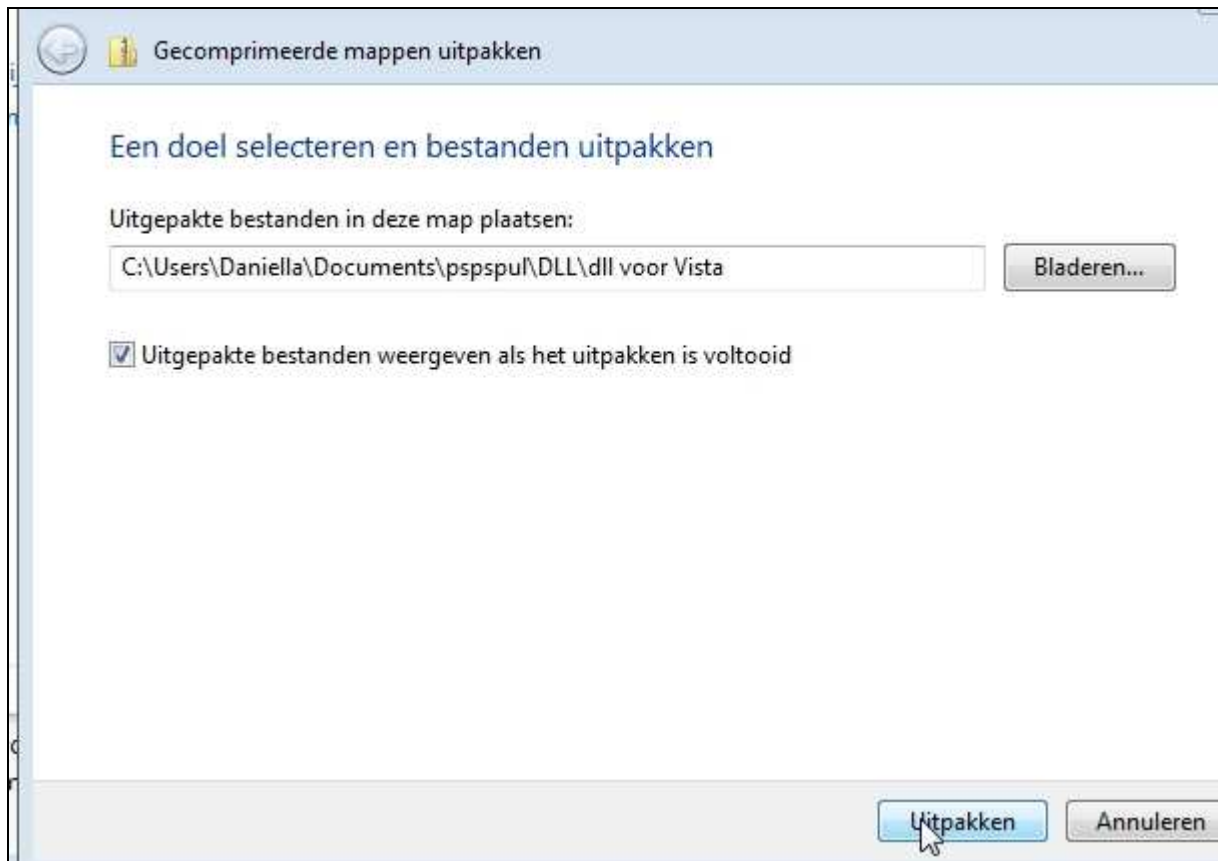 Gecomprimeerde mappen uitpakken
Een doel selecteren en bestanden uitpakken
Uitgepakte bestanden in deze map plaatsen:
C:\Users\Daniella\Documents\pspspul\DLL\dll voor Vista
Bladeren...
Uitgepakte bestanden weergeven als het uitpakken is voltooid
Uitpakken
Annuleren